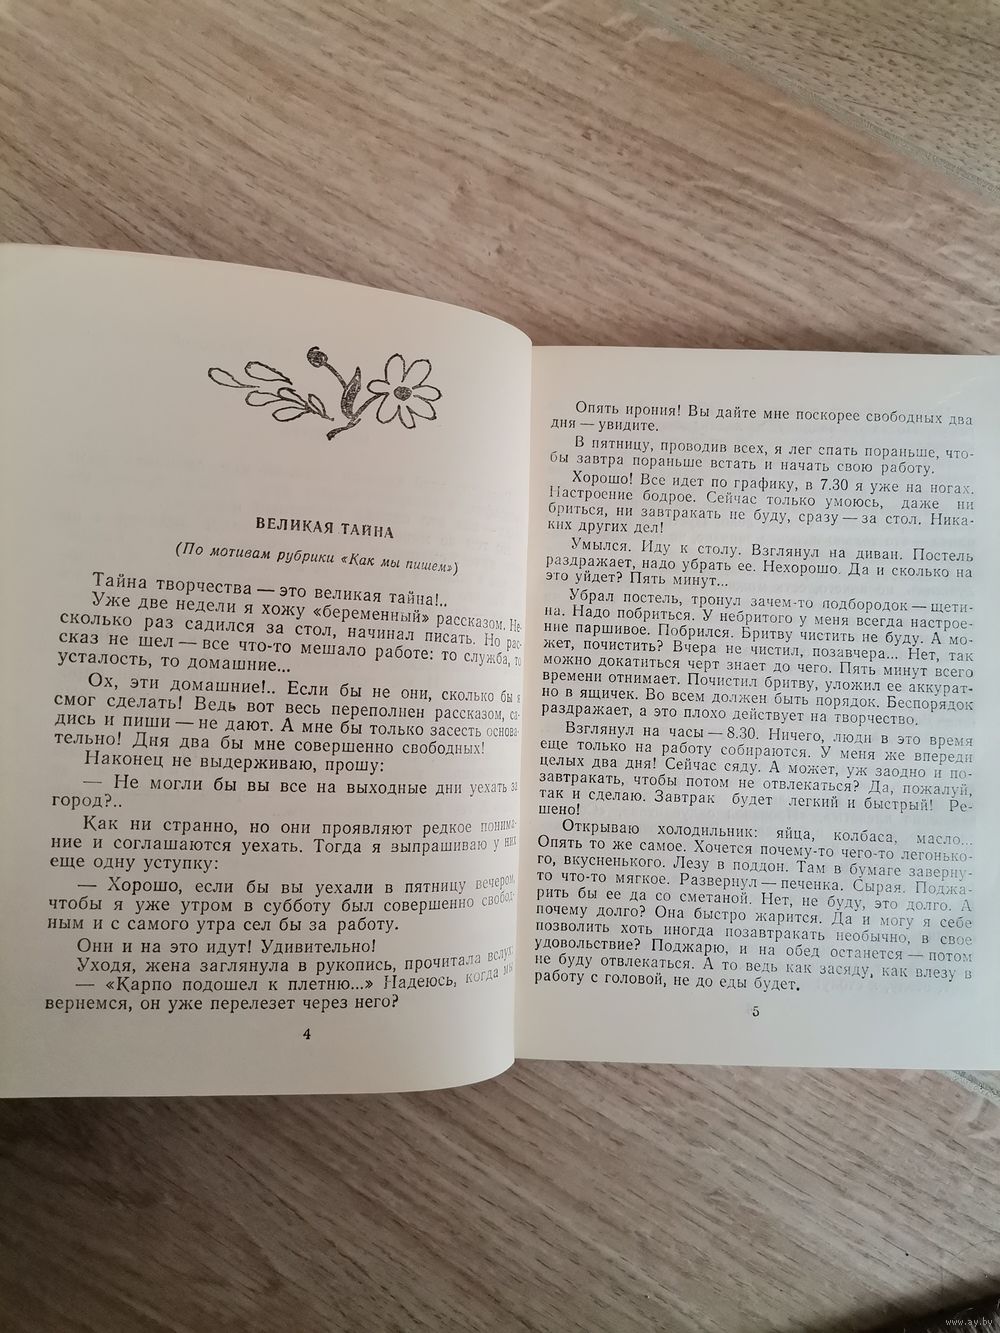 ВЕЛИКАЯ ТАЙНА
(По мотивам рубрики «Как мы пишем»)
Тайна творчества — это великая тайна!..
Уже две недели я хожу «беременный» рассказом. Не-
сколько раз садился за стол, начинал писать. Но рас-
сказ не шел — все что-то мешало работе: то служба, то
усталость, то домашние...
Ох, эти домашние!.. Если бы не они, сколько бы я
смог сделать! Ведь вот весь переполнен рассказом, са-
дись и пиши — не дают. А мне бы только засесть основа-
тельно! Дня два бы мне совершенно свободных!
Наконец не выдерживаю, прошу:
— Не могли бы вы все на выходные дни уехать за
город?..
Как ни странно, но они проявляют редкое понима-
ние и соглашаются уехать. Тогда я выпрашиваю у них
еще одну уступку:
— Хорошо, если бы вы уехали в пятницу вечером,
чтобы я уже утром в субботу был совершенно свобод-
ным и с самого утра сел бы за работу.
Они и на это идут! Удивительно!
Уходя, жена заглянула в рукопись, прочитала вслух:
— «Карпо подошел к плетню...» Надеюсь, когда мы
вернемся, он уже перелезет через него?
4
Опять ирония! Вы дайте мне поскорее свободных два
дня — увидите.
В пятницу, проводив всех, я лег спать пораньше, что-
бы завтра пораньше встать и начать свою работу.
Хорошо! Все идет по графику, в 7.30 я уже на ногах.
Настроение бодрое. Сейчас только умоюсь, даже ни
бриться, ни завтракать не буду, сразу — за стол. Ника-
ких других дел!
Умылся. Иду к столу. Взглянул на диван. Постель
раздражает, надо убрать ее. Нехорошо. Да и сколько на
это уйдет? Пять минут...
Убрал постель, тронул зачем-то подбородок — щети-
на. Надо побриться. У небритого у меня всегда настрое-
ние паршивое. Побрился. Бритву чистить не буду. А мо-
жет, почистить? Вчера не чистил, позавчера... Нет, так
можно докатиться черт знает до чего. Пять минут всего
времени отнимает. Почистил бритву, уложил ее аккурат-
но в ящичек. Во всем должен быть порядок. Беспорядок
раздражает, а это плохо действует на творчество.
Взглянул на часы — 8.30. Ничего, люди в это время
еще только на работу собираются. У меня же впереди
целых два дня! Сейчас сяду. А может, уж заодно и по-
завтракать, чтобы потом не отвлекаться? Да, пожалуй,
так и сделаю. Завтрак будет легкий и быстрый! Ре-
шено!
Открываю холодильник: яйца, колбаса, масло...
Опять то же самое. Хочется почему-то чего-то легонько-
го, вкусненького. Лезу в поддон. Там в бумаге заверну-
то что-то мягкое. Развернул — печенка. Сырая. Поджа-
рить бы ее да со сметаной. Нет, не буду, это долго. А
почему долго? Она быстро жарится. Да и могу я себе
позволить хоть иногда позавтракать необычно, в свое
удовольствие? Поджарю, и на обед останется — потом
не буду отвлекаться. А то ведь как засяду, как влезу в
работу с головой, не до еды будет.
5
www.ay.by